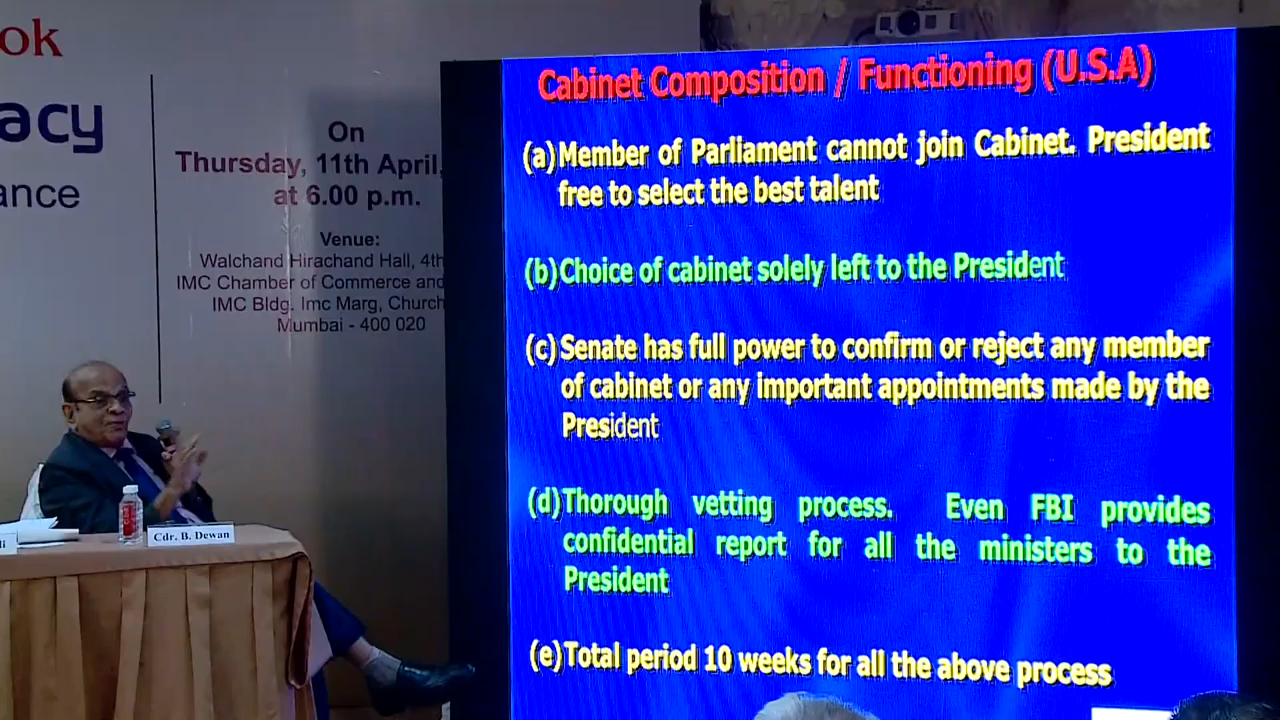 ok
acy
ance
On
Thursday, 11th April,
at 6.00 p.m.
Venue:
Walchand Hirachand Hall, 4th
IMC Chamber of Commerce and
IMC Bldg. Imc Marg, Church
Mumbai - 400 020
Cdr. B. Dewan
Cabinet Composition / Functioning (U.S.A)
(a) Member of Parliament cannot join Cabinet. President
free to select the best talent
(b) Choice of cabinet solely left to the President
(c) Senate has full power to confirm or reject any member
of cabinet or any important appointments made by the
President
(d) Thorough vetting process. Even FBI provides
confidential report for all the ministers to the
President
(e) Total period 10 weeks for all the above process